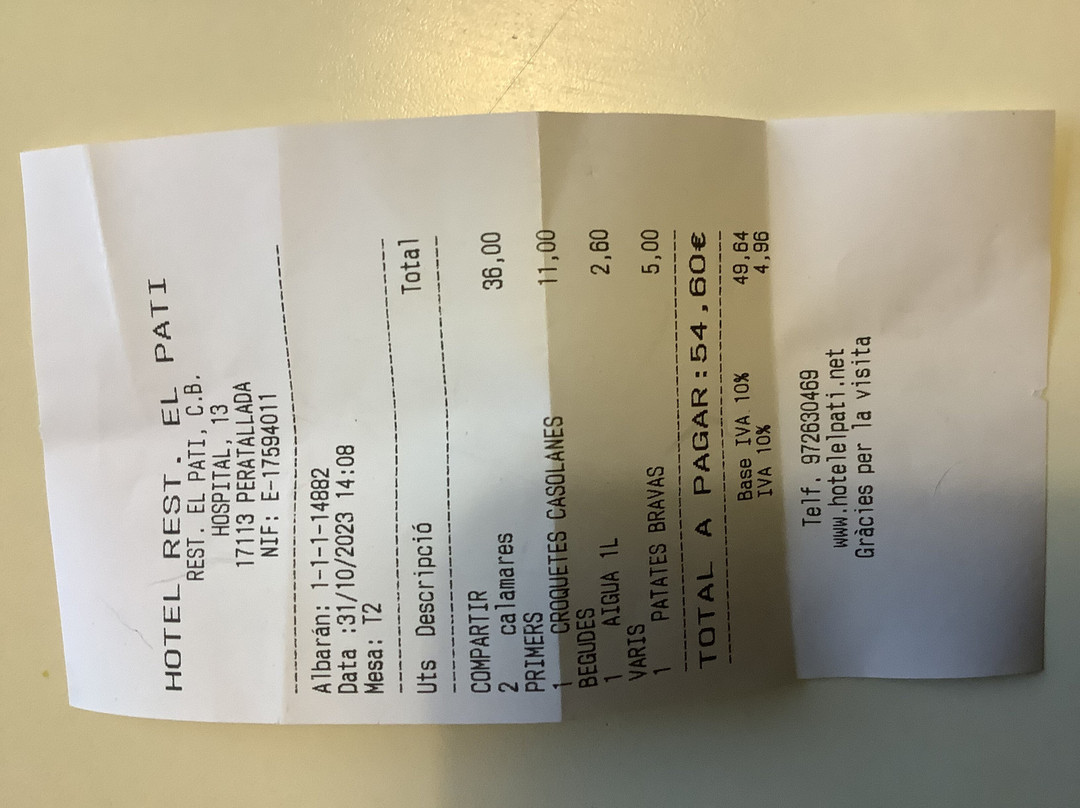 HOTEL REST. EL PATI
REST. EL PATI, C.B.
HOSPITAL, 13
17113 PERATALLADA
NIF: E-17594011
Albarán: 1-1-1-14882
Data :31/10/2023 14:08
Mesa: T2
Uts Descripció Total
COMPARTIR
2 calamares 36,00
PRIMERS
1 CROQUETES CASOLANES 11,00
BEGUDES
1 AIGUA 1L 2,60
VARIS
1 PATATES BRAVAS 5,00
TOTAL A PAGAR:54,60€
Base IVA 10% 49,64
IVA 10% 4,96
Telf. 972630469
www.hotelelpati.net
Gràcies per la visita